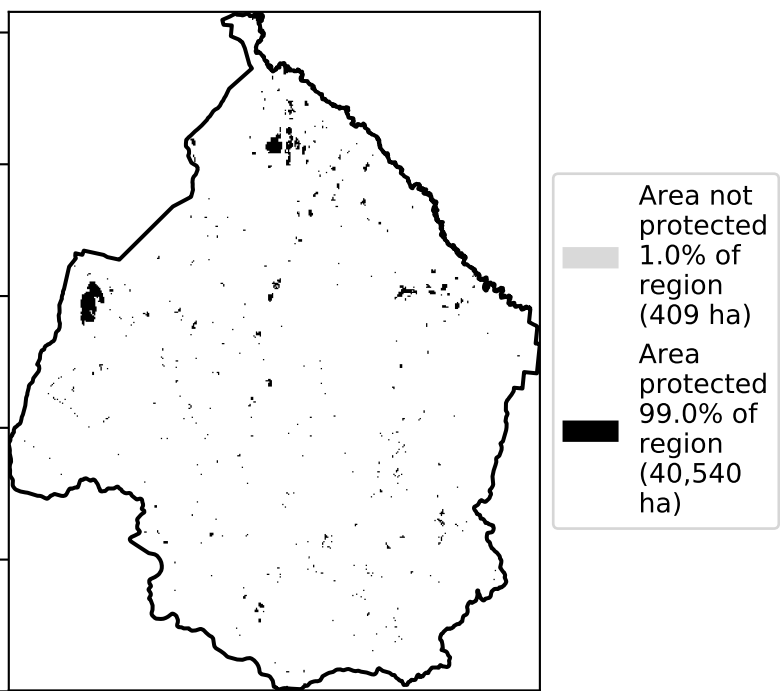 Area not
protected
1.0% of
region
(409 ha)
Area
protected
99.0% of
region
(40,540
ha)